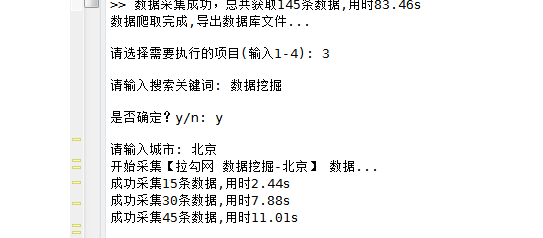 >> 数据采集成功，总共获取145条数据,用时83.46s
数据爬取完成,导出数据库文件...
请选择需要执行的项目(输入1-4): 3
请输入搜索关键词: 数据挖掘
是否确定？y/n: y
请输入城市: 北京
开始采集【拉勾网 数据挖掘-北京】 数据...
成功采集15条数据,用时2.44s
成功采集30条数据,用时7.88s
成功采集45条数据,用时11.01s